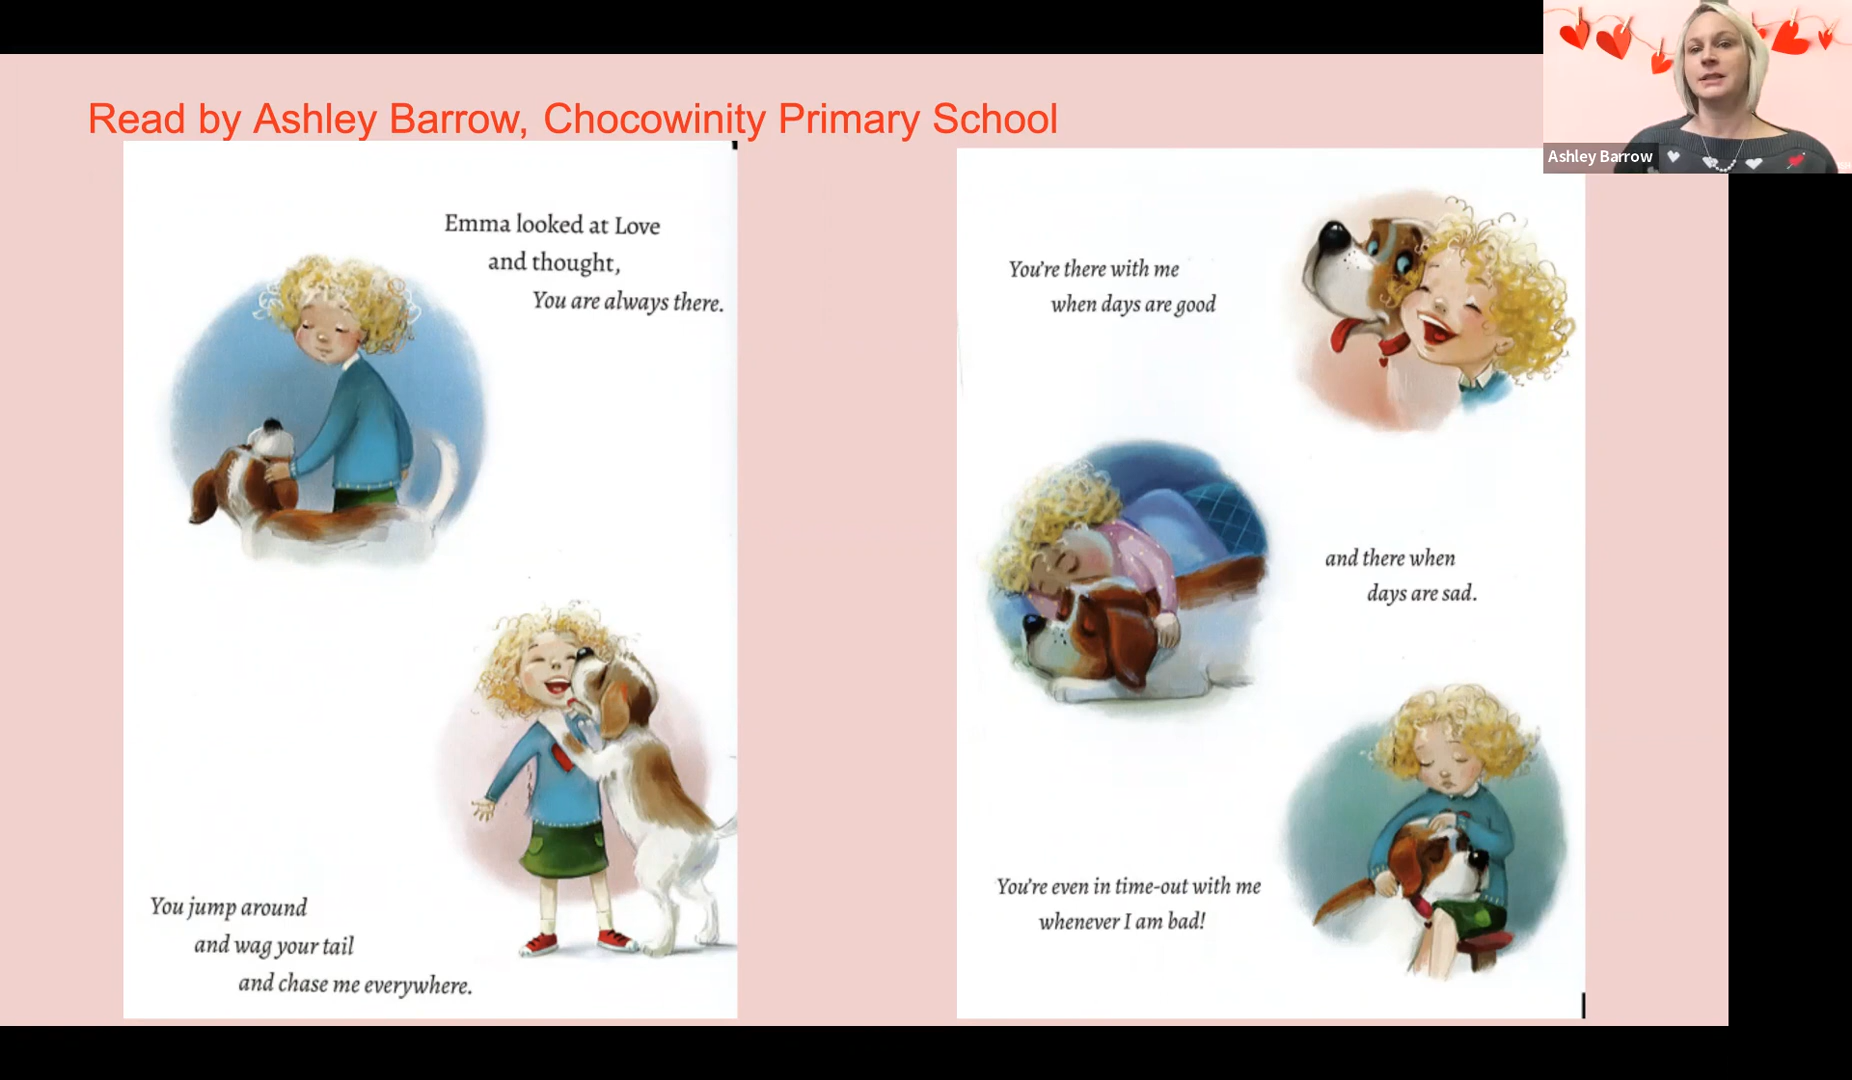 Read by Ashley Barrow, Chocowinity Primary School
Ashley Barrow
Emma looked at Love
and thought,
You are always there.
You jump around
and wag your tail
and chase me everywhere.
You're there with me
when days are good
and there when
days are sad.
You're even in time-out with me
whenever I am bad!